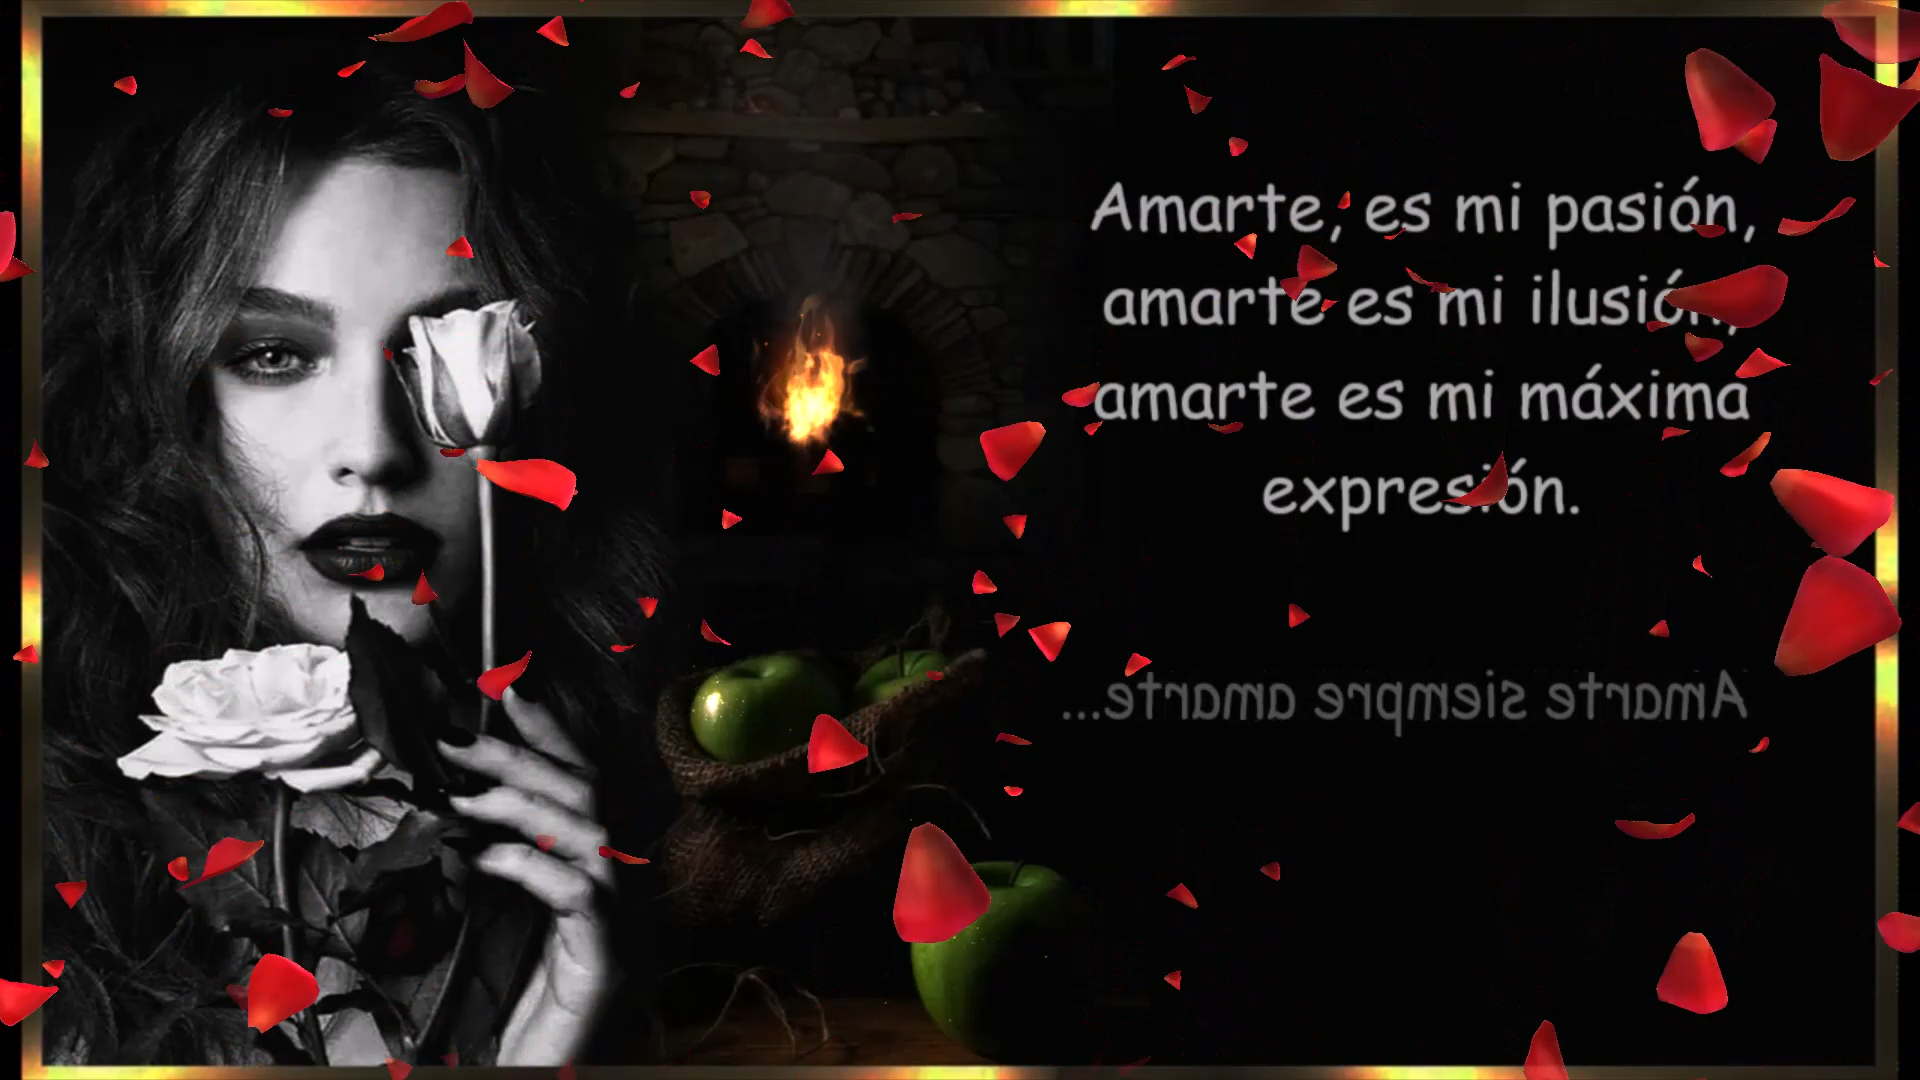 Amarte, es mi pasión,
amarte es mi ilusión,
amarte es mi máxima
expresión.
Amarte siempre amarte...